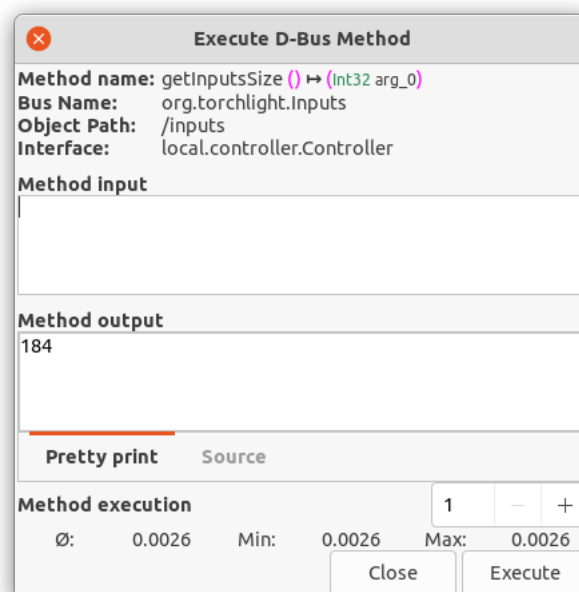 Execute D-Bus Method
Method name: getInputsSize () ↦ (Int32 arg_0)
Bus Name: org.torchlight.Inputs
Object Path: /inputs
Interface: local.controller.Controller
Method input
Method output
184
Pretty print Source
Method execution 1 — +
Ø: 0.0026 Min: 0.0026 Max: 0.0026
Close Execute